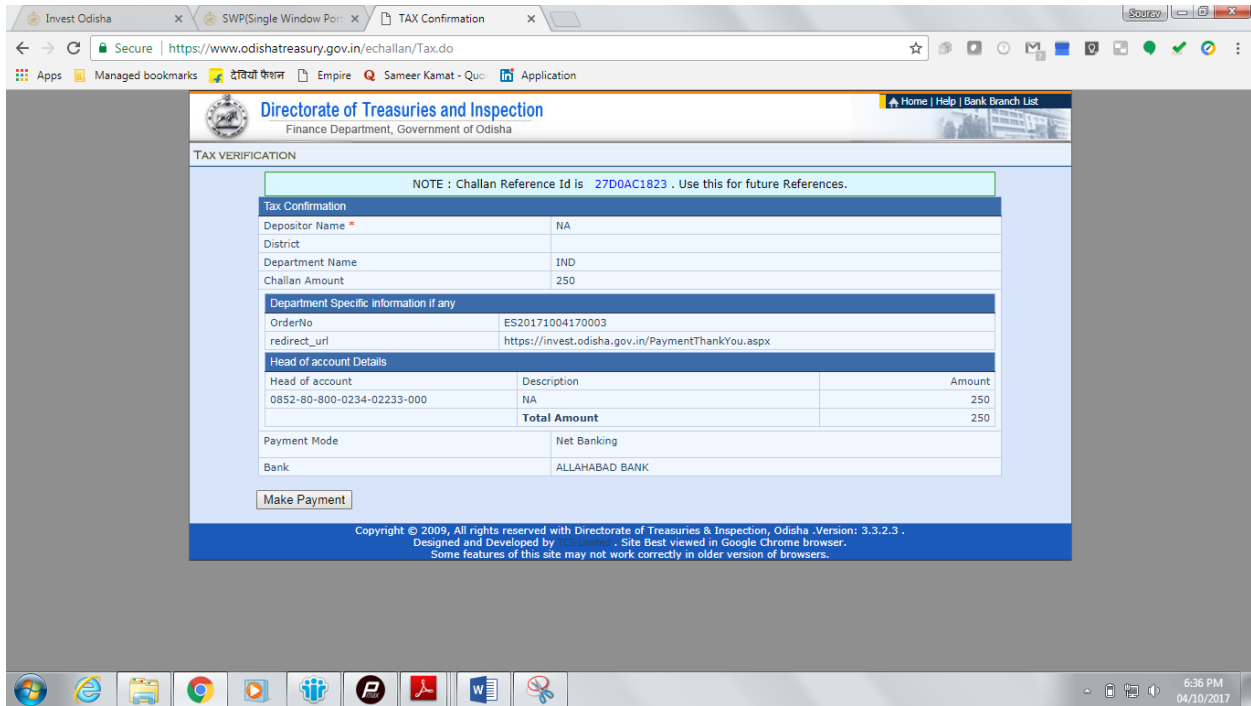 Invest Odisha
SWP(Single Window Port
TAX Confirmation
Sourav
Secure | https://www.odishatreasury.gov.in/echallan/Tax.do
Apps Managed bookmarks देवियों फैशन Empire Sameer Kamat - Quo Application
Directorate of Treasuries and Inspection
Finance Department, Government of Odisha
Home | Help | Bank Branch List
TAX VERIFICATION
NOTE : Challan Reference Id is 27D0AC1823 . Use this for future References.
Tax Confirmation
Depositor Name * NA
District
Department Name IND
Challan Amount 250
Department Specific information if any
OrderNo ES20171004170003
redirect_url https://invest.odisha.gov.in/PaymentThankYou.aspx
Head of account Details
Head of account Description Amount
0852-80-800-0234-02233-000 NA 250
Total Amount 250
Payment Mode Net Banking
Bank ALLAHABAD BANK
Make Payment
Copyright © 2009, All rights reserved with Directorate of Treasuries & Inspection, Odisha .Version: 3.3.2.3 .
Designed and Developed by TCS Limited . Site Best viewed in Google Chrome browser.
Some features of this site may not work correctly in older version of browsers.
6:36 PM
04/10/2017